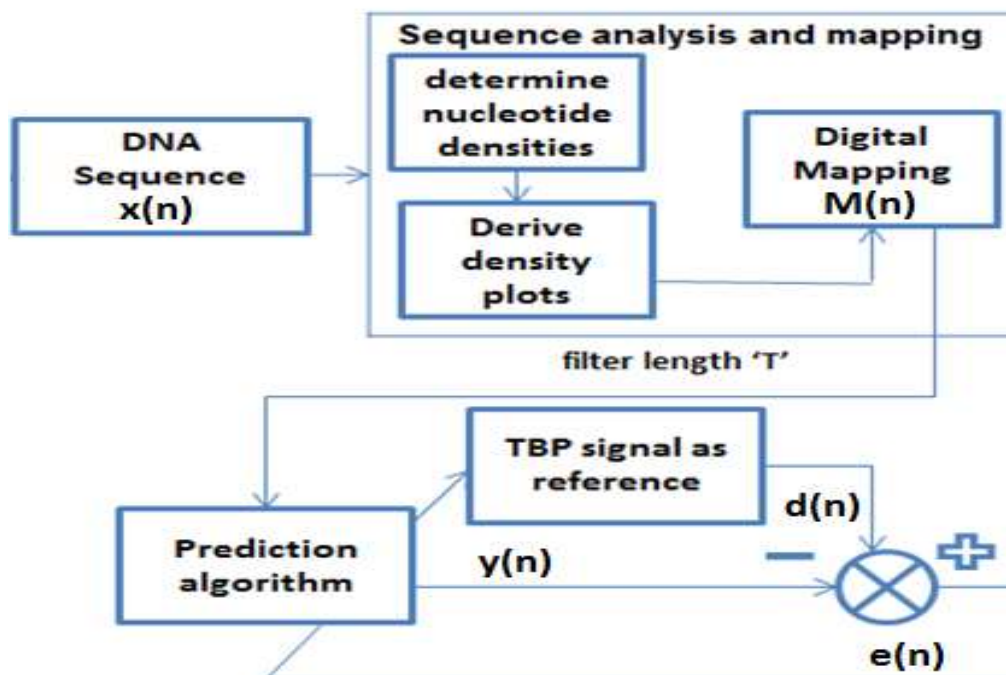 Sequence analysis and mapping
determine
nucleotide
densities
DNA
Sequence
x(n)
Digital
Mapping
M(n)
Derive
density
plots
filter length ‘T’
TBP signal as
reference
d(n)
Prediction
algorithm
y(n)
e(n)